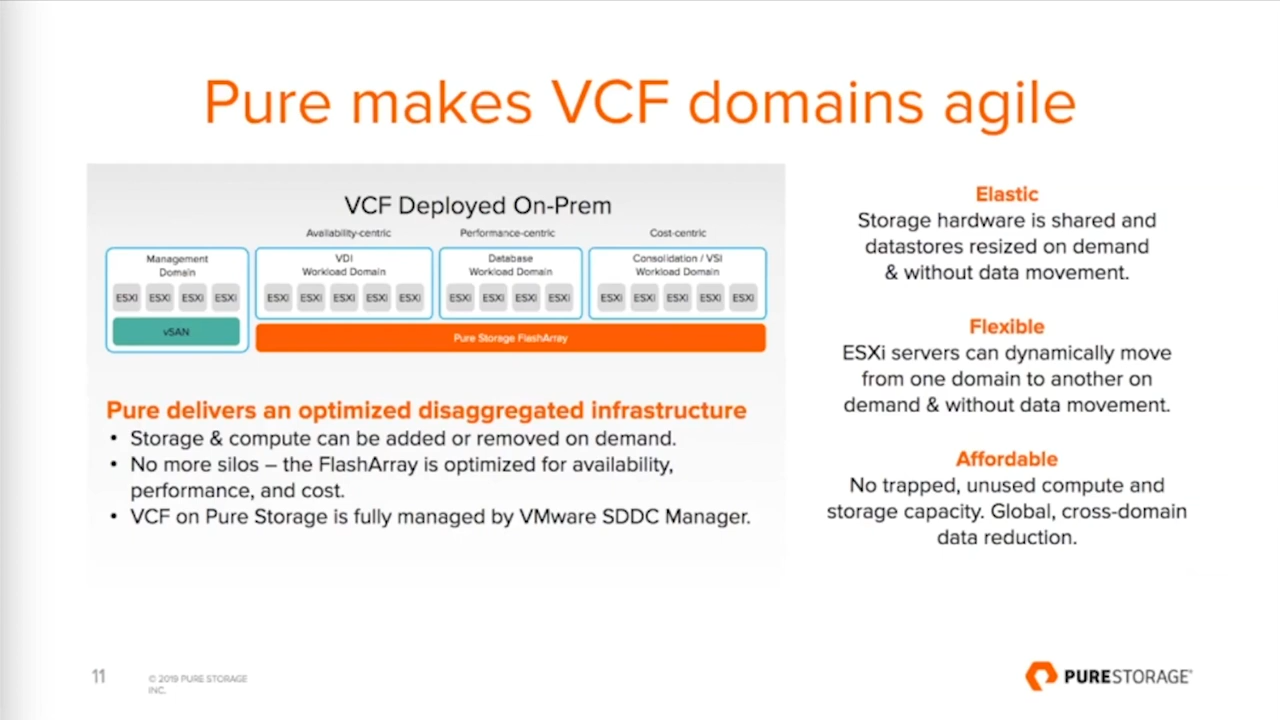 Pure makes VCF domains agile
VCF Deployed On-Prem
Availability-centric
Performance-centric
Cost-centric
Management
Domain
ESXi ESXi ESXi ESXi
vSAN
VDI
Workload Domain
ESXi ESXi ESXi ESXi ESXi
Database
Workload Domain
ESXi ESXi ESXi ESXi
Consolidation / VSI
Workload Domain
ESXi ESXi ESXi ESXi ESXi
Pure Storage FlashArray
Pure delivers an optimized disaggregated infrastructure
• Storage & compute can be added or removed on demand.
• No more silos – the FlashArray is optimized for availability,
performance, and cost.
• VCF on Pure Storage is fully managed by VMware SDDC Manager.
Elastic
Storage hardware is shared and
datastores resized on demand
& without data movement.
Flexible
ESXi servers can dynamically move
from one domain to another on
demand & without data movement.
Affordable
No trapped, unused compute and
storage capacity. Global, cross-domain
data reduction.
11
© 2019 PURE STORAGE
INC.
PURESTORAGE®